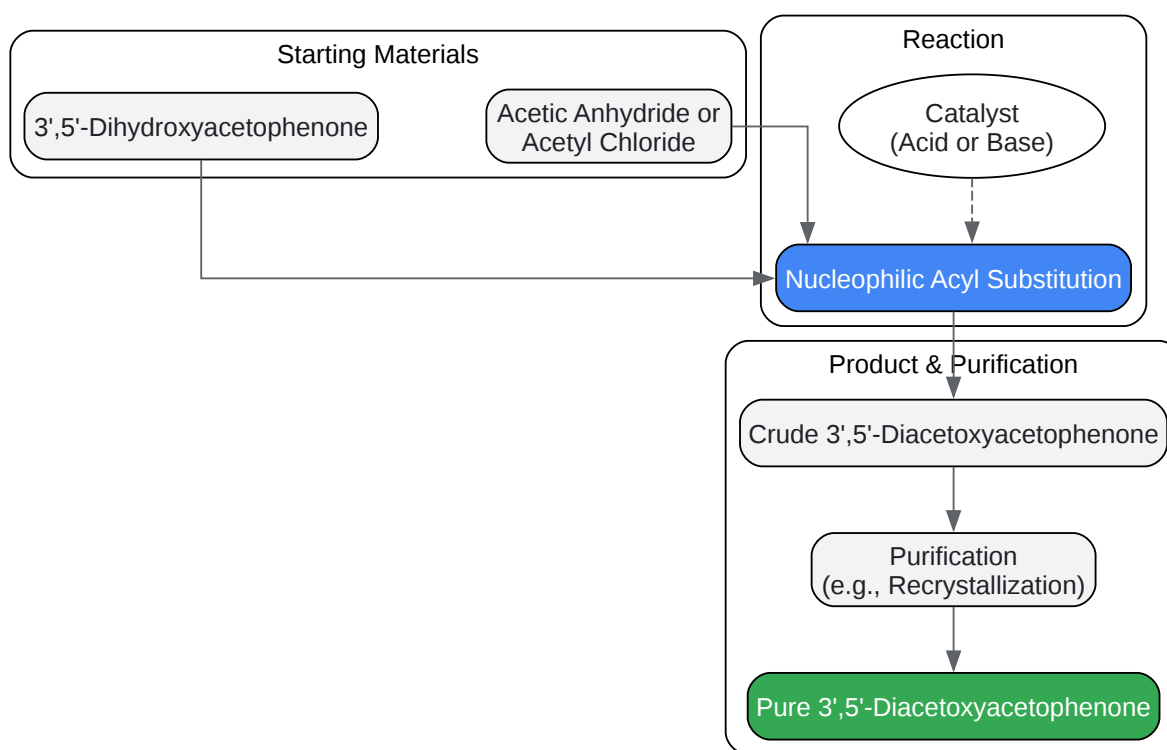 Starting Materials
3',5'-Dihydroxyacetophenone
Acetic Anhydride or
Acetyl Chloride
Reaction
Catalyst
(Acid or Base)
Nucleophilic Acyl Substitution
Product & Purification
Crude 3',5'-Diacetoxyacetophenone
Purification
(e.g., Recrystallization)
Pure 3',5'-Diacetoxyacetophenone